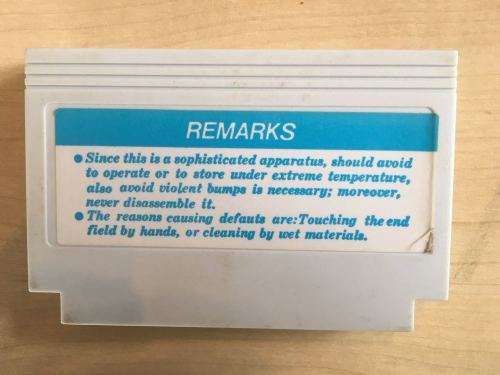 REMARKS
● Since this is a sophisticated apparatus, should avoid
to operate or to store under extreme temperature,
also avoid violent bumps is necessary; moreover,
never disassemble it.
● The reasons causing defauts are:Touching the end
field by hands, or cleaning by wet materials.